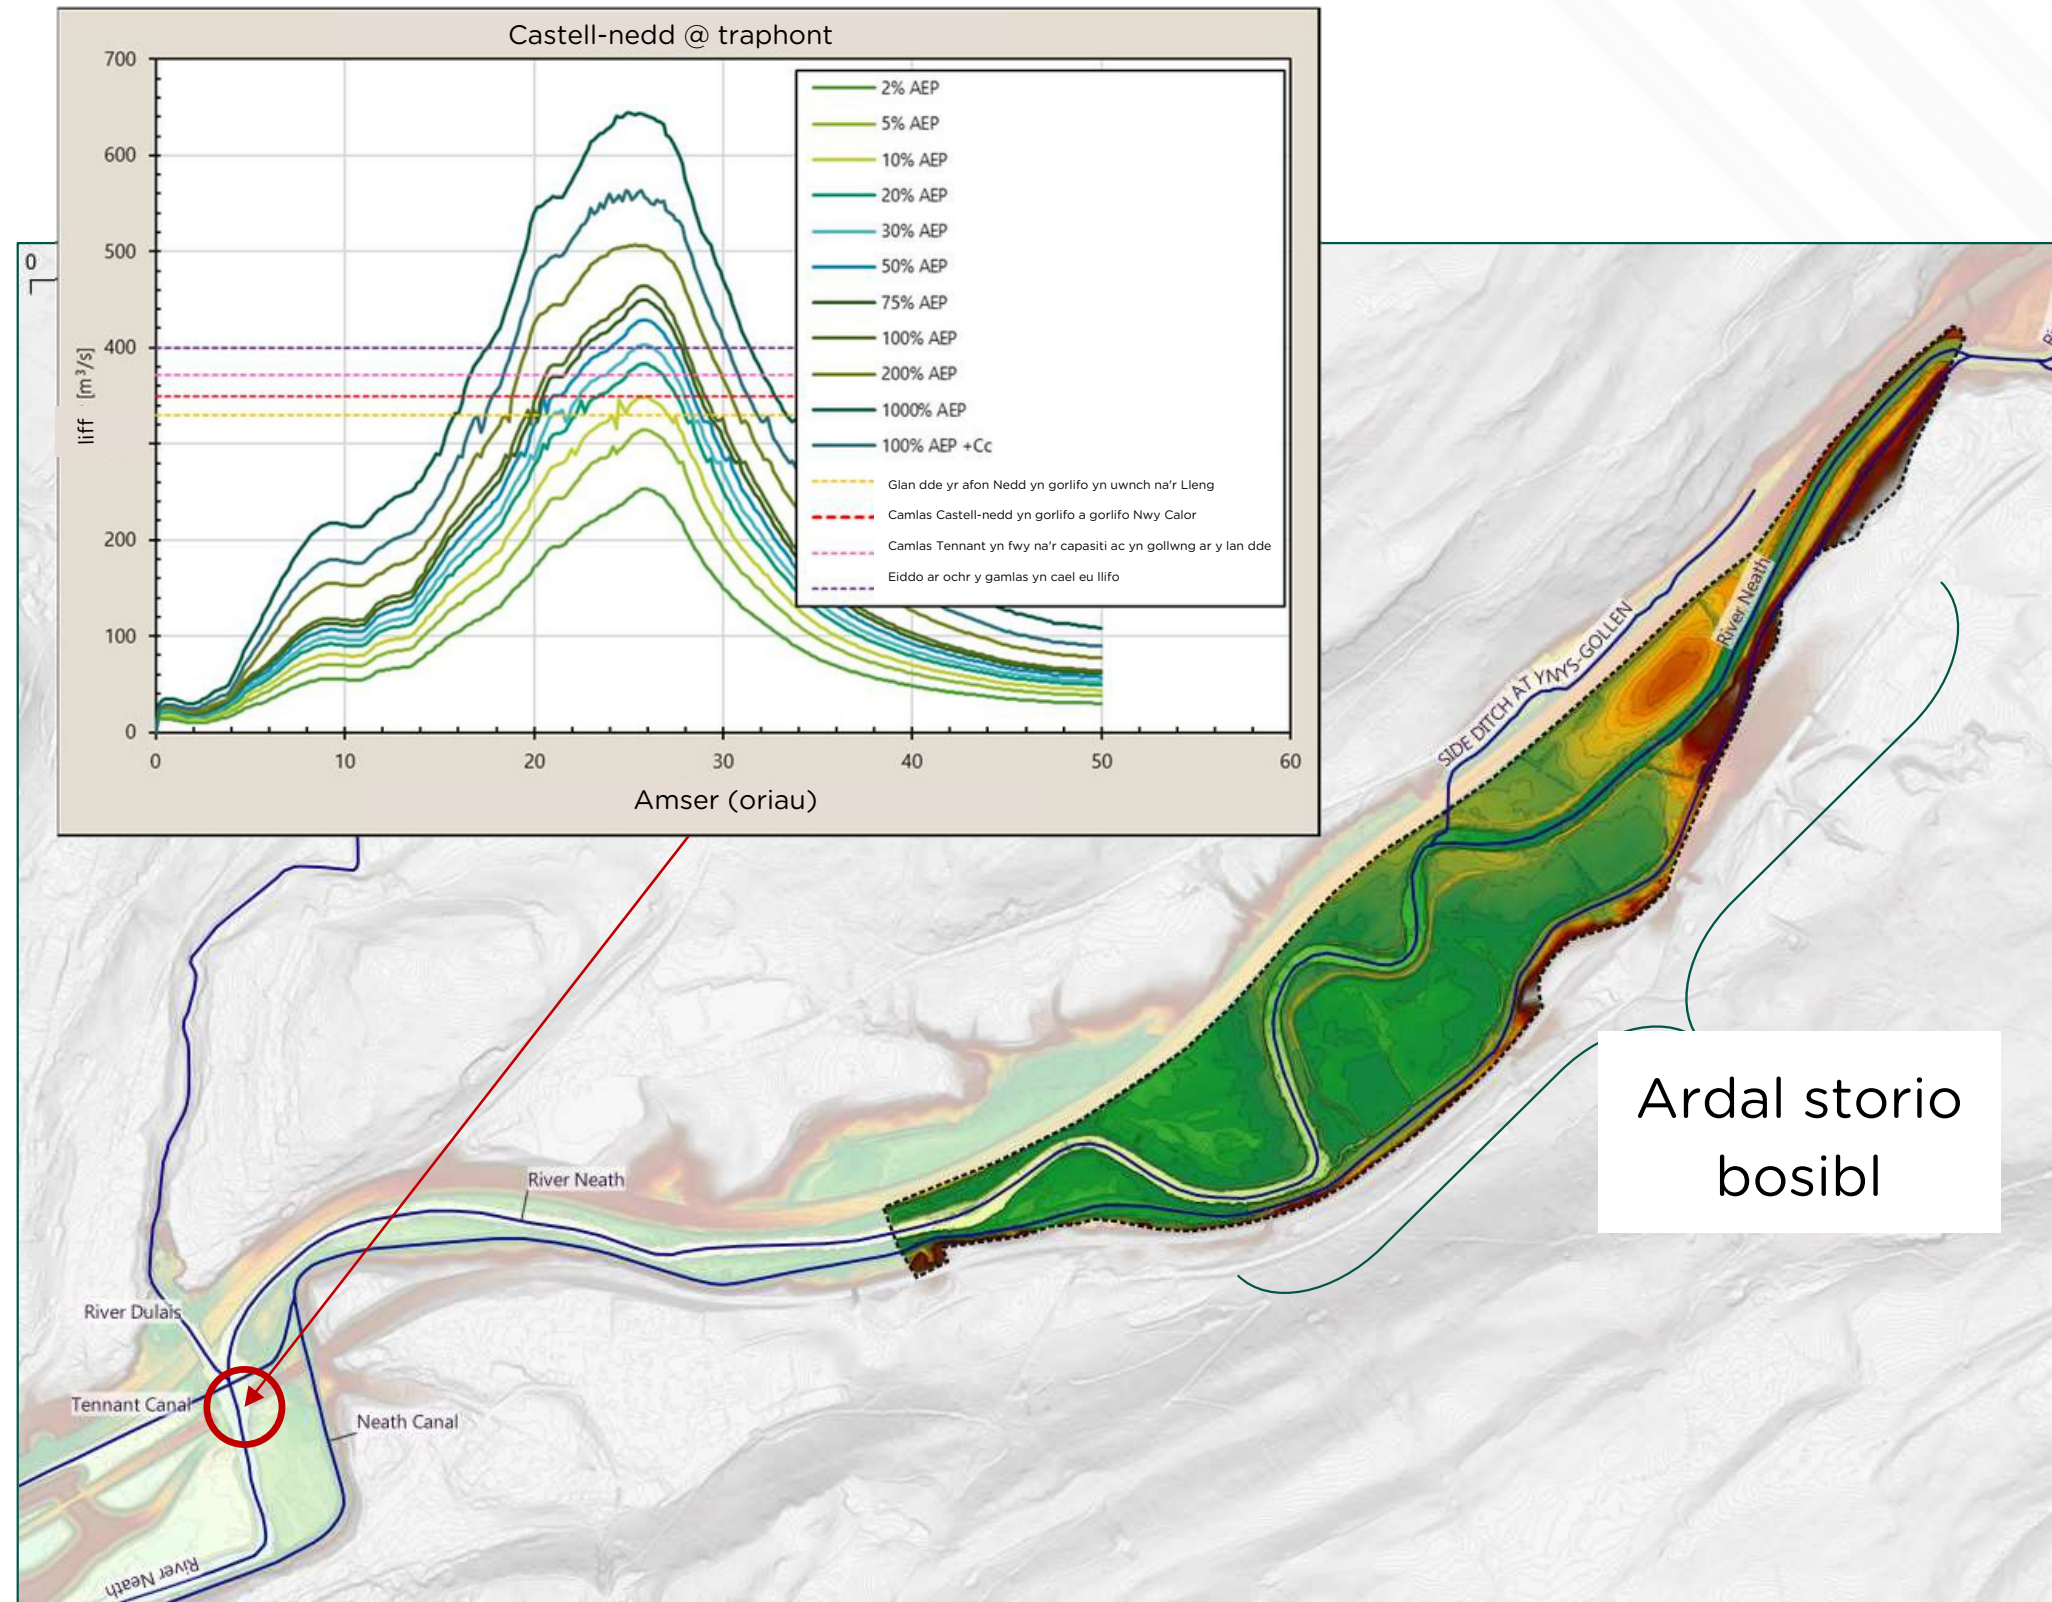 Castell-nedd @ traphont
700
600
500
400
200
100
0
liff [m³/s]
0
10
20
30
40
50
60
Amser (oriau)
2% AEP
5% AEP
10% AEP
20% AEP
30% AEP
50% AEP
75% AEP
100% AEP
200% AEP
1000% AEP
100% AEP +Cc
Glan dde yr afon Nedd yn gorlifo yn uwnch na'r Lleng
Camlas Castell-nedd yn gorlifo a gorlifo Nwy Calor
Camlas Tennant yn fwy na'r capasiti ac yn gollwng ar y lan dde
Eiddo ar ochr y gamlas yn cael eu llifo
0
SIDE DITCH AT YNYS-GOLLEN
River Neath
Ardal storio
bosibl
River Neath
River Dulais
Tennant Canal
Neath Canal
River Neath